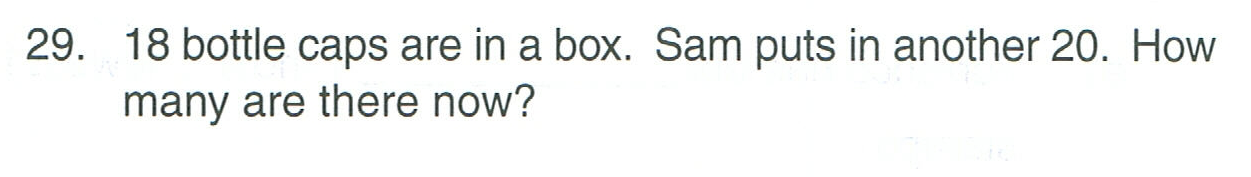 29. 18 bottle caps are in a box. Sam puts in another 20. How
many are there now?